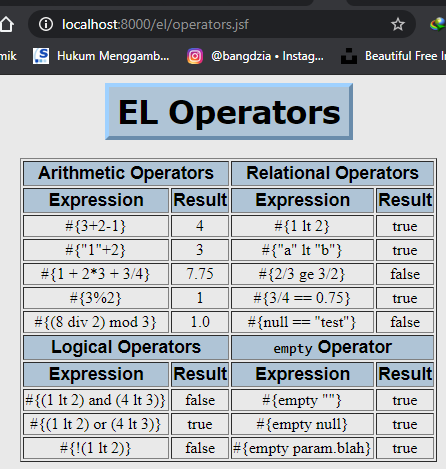 localhost:8000/el/operators.jsf
mik Hukum Menggamb... @bangdzia • Instag... Beautiful Free In
EL Operators
Arithmetic Operators Relational Operators
Expression Result Expression Result
#{3+2-1} 4 #{1 lt 2} true
#{"1"+2} 3 #{"a" lt "b"} true
#{1 + 2*3 + 3/4} 7.75 #{2/3 ge 3/2} false
#{3%2} 1 #{3/4 == 0.75} true
#{(8 div 2) mod 3} 1.0 #{null == "test"} false
Logical Operators empty Operator
Expression Result Expression Result
#{(1 lt 2) and (4 lt 3)} false #{empty ""} true
#{(1 lt 2) or (4 lt 3)} true #{empty null} true
#{!(1 lt 2)} false #{empty param.blah} true